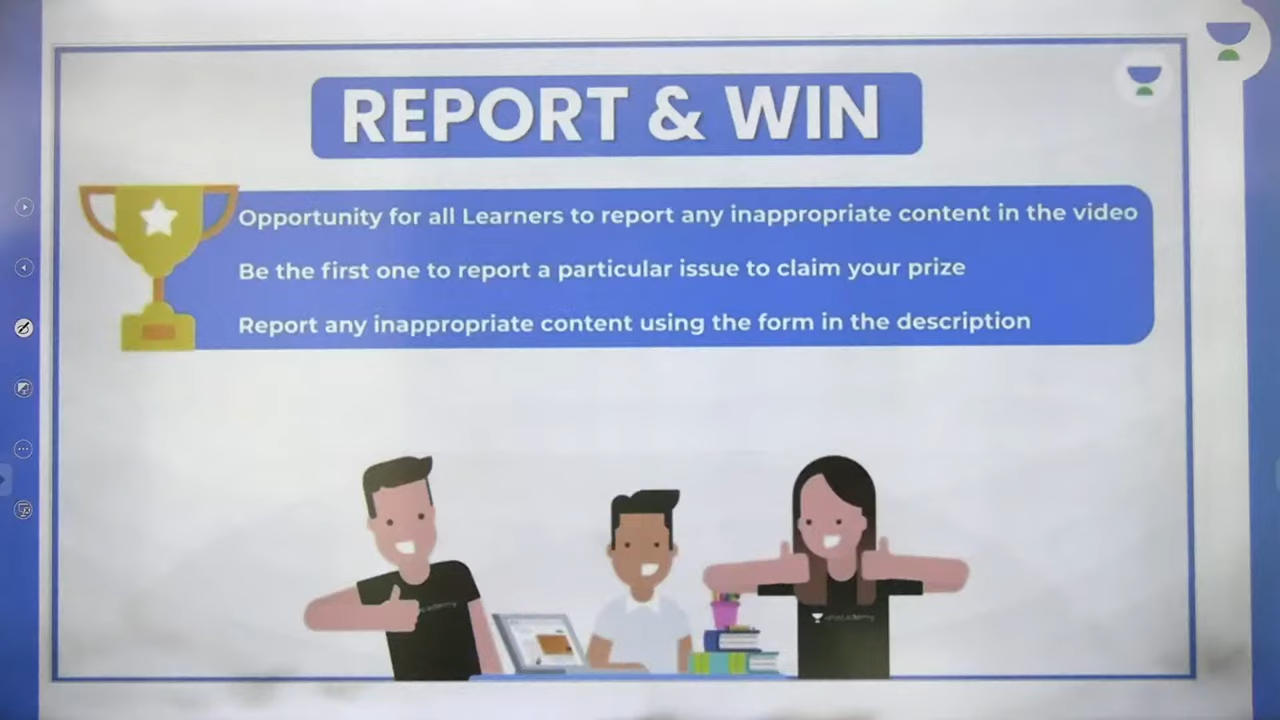 REPORT & WIN
Opportunity for all Learners to report any inappropriate content in the video
Be the first one to report a particular issue to claim your prize
Report any inappropriate content using the form in the description